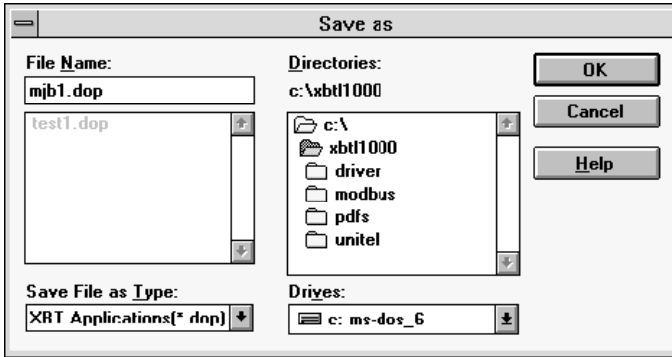 Save as
File Name:
mjb1.dop
test1.dop
Directories:
c:\xbtl1000
c:\
xbtl1000
driver
modbus
pdfs
unitel
OK
Cancel
Help
Save File as Type:
XBT Applications(*.dop)
Drives:
c: ms-dos_6